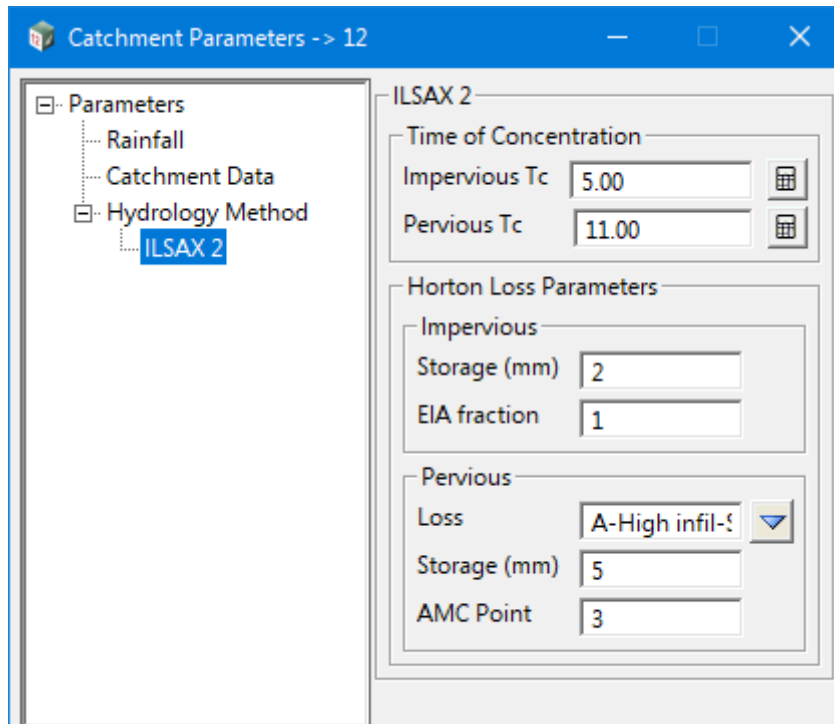 Catchment Parameters -> 12
Parameters
Rainfall
Catchment Data
Hydrology Method
ILSAX 2
ILSAX 2
Time of Concentration
Impervious Tc 5.00
Pervious Tc 11.00
Horton Loss Parameters
Impervious
Storage (mm) 2
EIA fraction 1
Pervious
Loss A-High infil-S
Storage (mm) 5
AMC Point 3